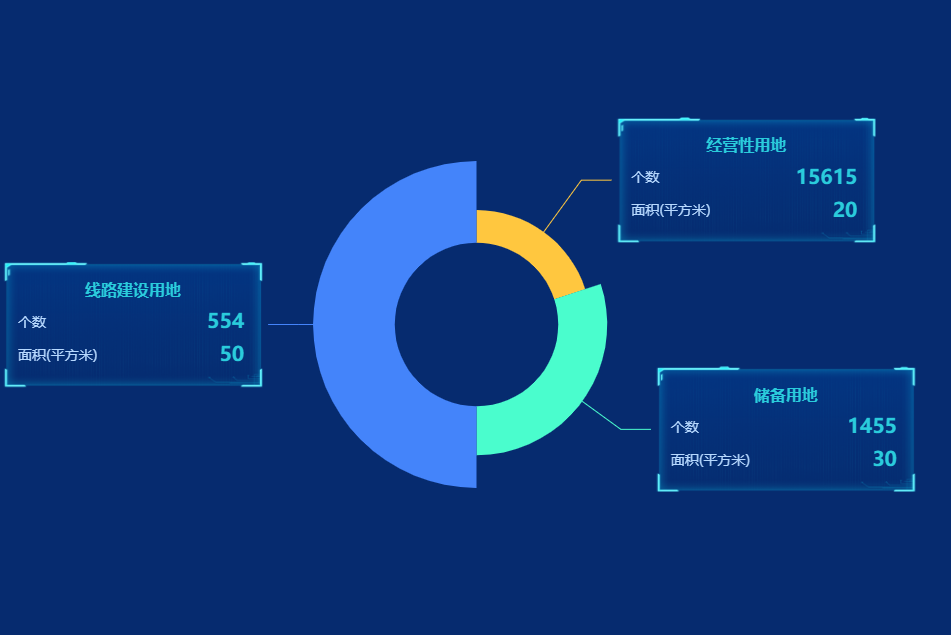 经营性用地
个数 15615
面积(平方米) 20
线路建设用地
个数 554
面积(平方米) 50
储备用地
个数 1455
面积(平方米) 30